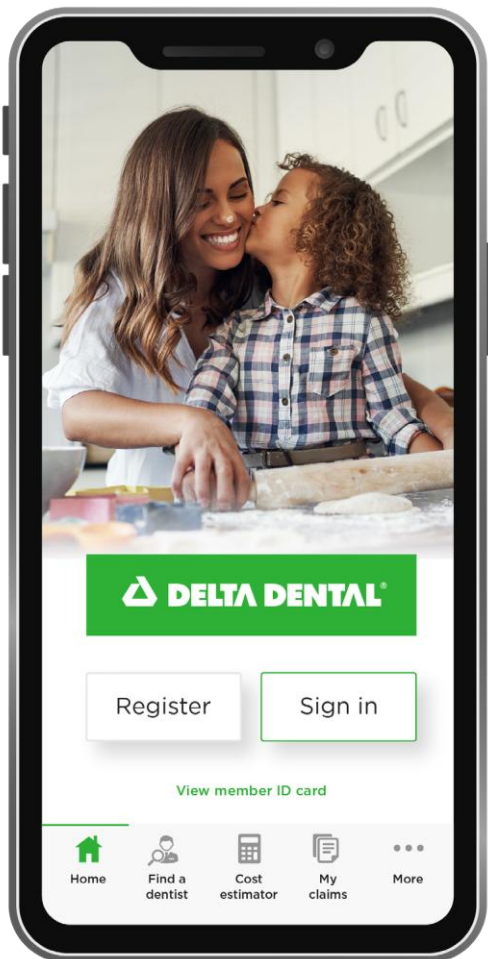 DELTA DENTAL®
Register
Sign in
View member ID card
Home
Find a
dentist
Cost
estimator
My
claims
More